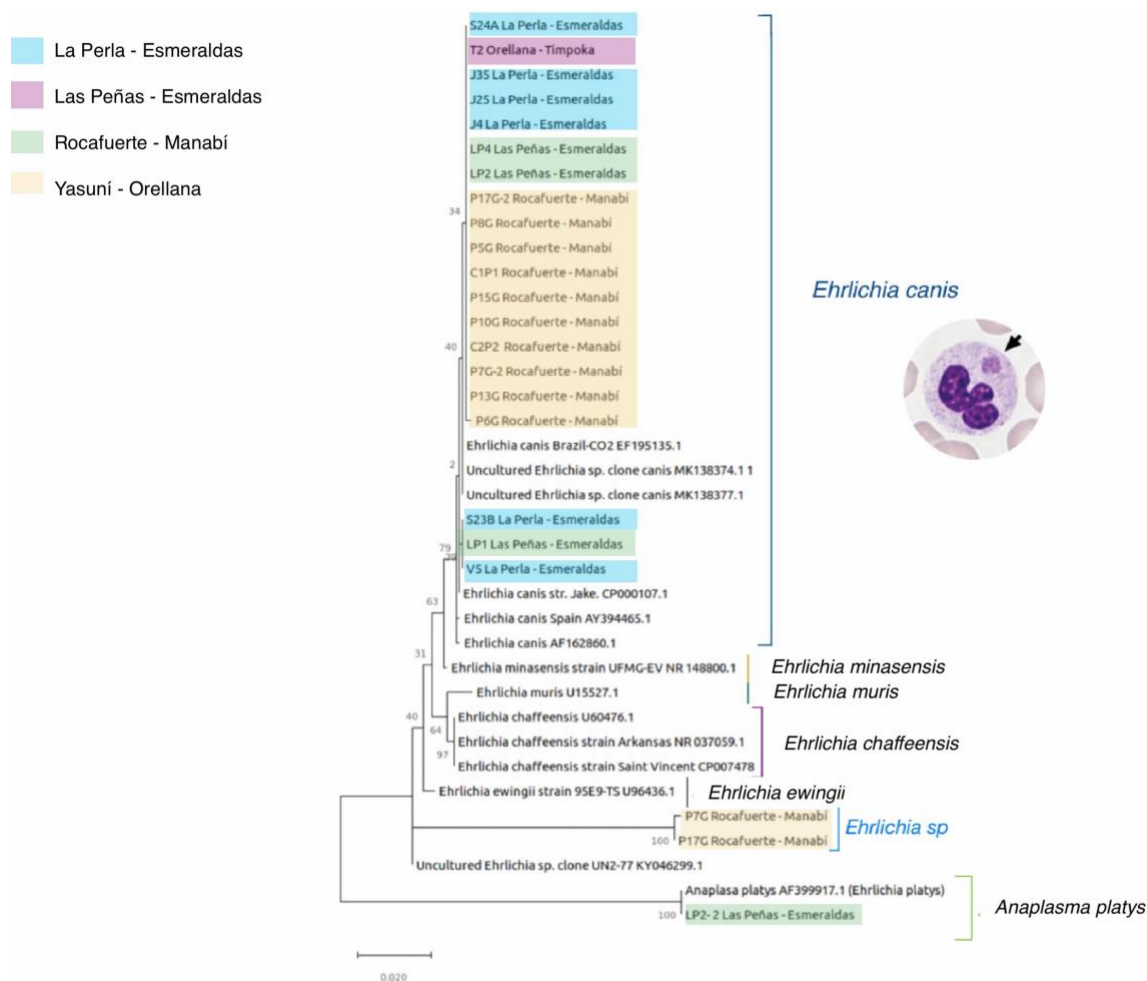 La Perla - Esmeraldas
Las Peñas - Esmeraldas
Rocafuerte - Manabí
Yasuní - Orellana
S24A La Perla - Esmeraldas
T2 Orellana - Timpoka
J35 La Perla - Esmeraldas
J25 La Perla - Esmeraldas
J4 La Perla - Esmeraldas
LP4 Las Peñas - Esmeraldas
LP2 Las Peñas - Esmeraldas
P17G-2 Rocafuerte - Manabí
34
P8G Rocafuerte - Manabí
P5G Rocafuerte - Manabí
C1P1 Rocafuerte - Manabí
Ehrlichia canis
P15G Rocafuerte - Manabí
P10G Rocafuerte - Manabí
40
C2P2 Rocafuerte - Manabí
P7G-2 Rocafuerte - Manabí
P13G Rocafuerte - Manabí
P6G Rocafuerte - Manabí
Ehrlichia canis Brazil-CO2 EF195135.1
2
Uncultured Ehrlichia sp. clone canis MK138374.1 1
Uncultured Ehrlichia sp. clone canis MK138377.1
S23B La Perla - Esmeraldas
79
LP1 Las Peñas - Esmeraldas
V5 La Perla - Esmeraldas
Ehrlichia canis str. Jake. CP000107.1
63
Ehrlichia canis Spain AY394465.1
Ehrlichia canis AF162860.1
31
Ehrlichia minasensis strain UFMG-EV NR 148800.1
Ehrlichia minasensis
Ehrlichia muris U15527.1
Ehrlichia muris
40
Ehrlichia chaffeensis U60476.1
64
Ehrlichia chaffeensis strain Arkansas NR 037059.1
Ehrlichia chaffeensis
97
Ehrlichia chaffeensis strain Saint Vincent CP007478
Ehrlichia ewingii strain 95E9-TS U96436.1
Ehrlichia ewingii
P7G Rocafuerte - Manabí
Ehrlichia sp
100
P17G Rocafuerte - Manabí
Uncultured Ehrlichia sp. clone UN2-77 KY046299.1
Anaplasa platys AF399917.1 (Ehrlichia platys)
Anaplasma platys
100
LP2- 2 Las Peñas - Esmeraldas
0.020